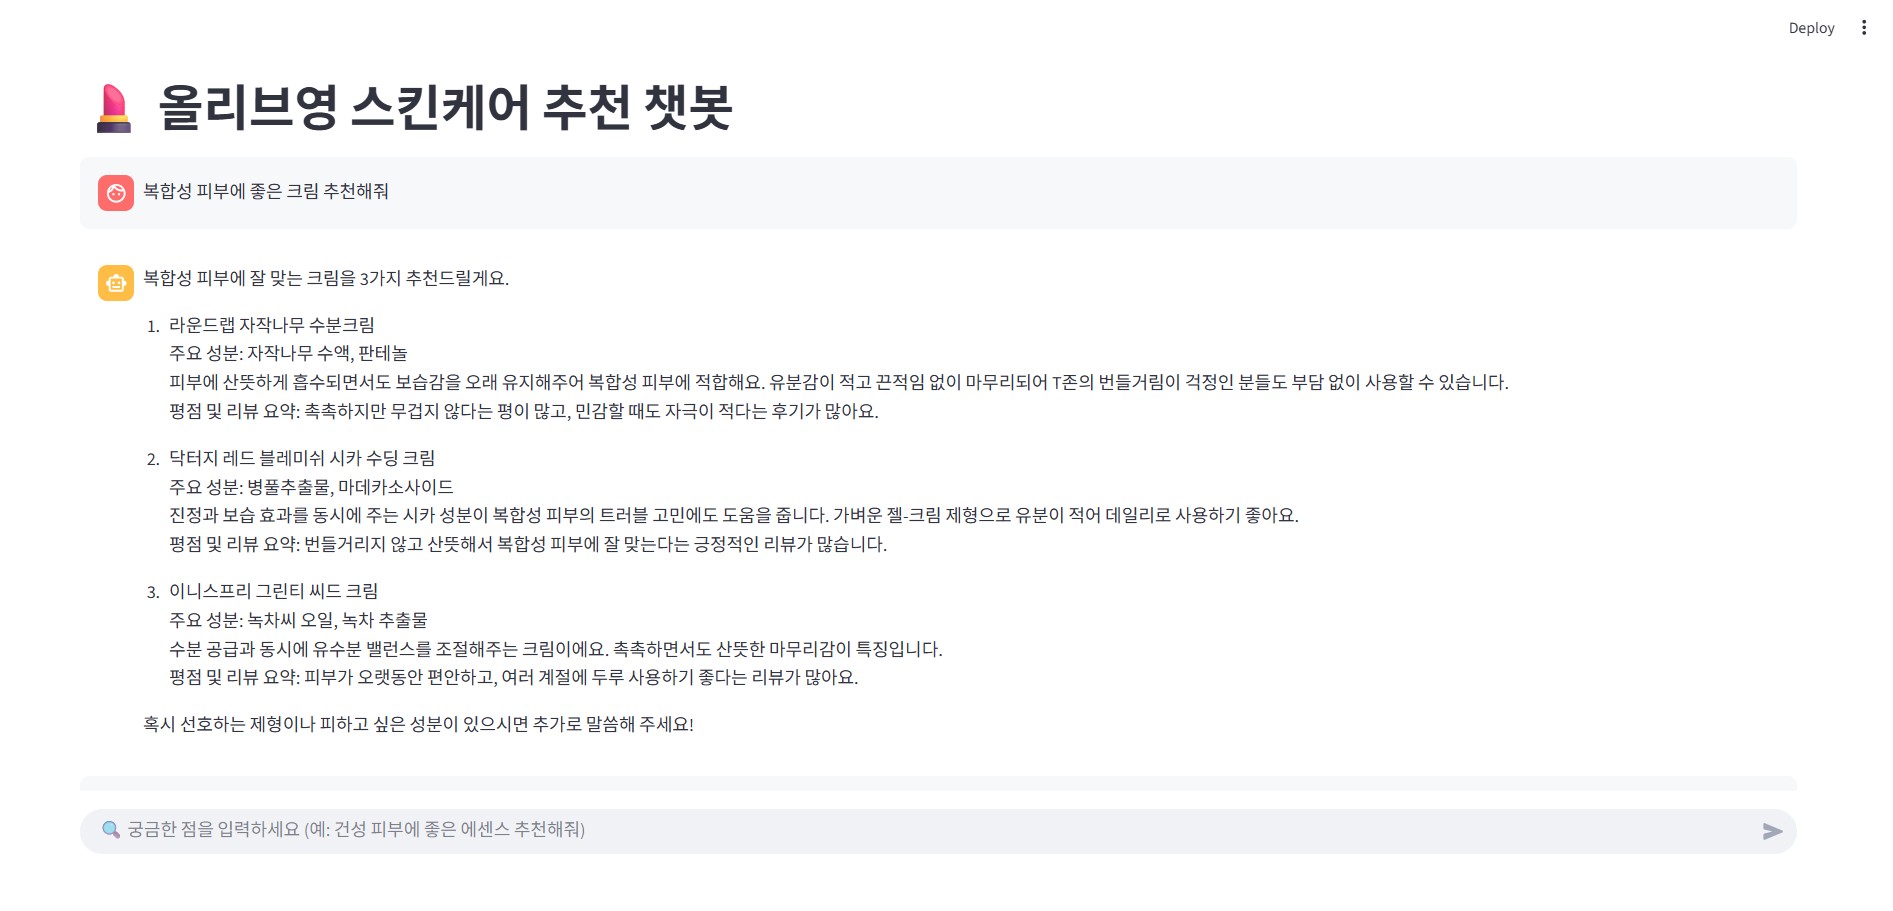 Deploy
올리브영 스킨케어 추천 챗봇
복합성 피부에 좋은 크림 추천해줘
복합성 피부에 잘 맞는 크림을 3가지 추천드릴게요.
1. 라운드랩 자작나무 수분크림
주요 성분: 자작나무 수액, 판테놀
피부에 산뜻하게 흡수되면서도 보습감을 오래 유지해주어 복합성 피부에 적합해요. 유분감이 적고 끈적임 없이 마무리되어 T존의 번들거림이 걱정인 분들도 부담 없이 사용할 수 있습니다.
평점 및 리뷰 요약: 촉촉하지만 무겁지 않다는 평이 많고, 민감할 때도 자극이 적다는 후기가 많아요.
2. 닥터지 레드 블레미쉬 시카 수딩 크림
주요 성분: 병풀추출물, 마데카소사이드
진정과 보습 효과를 동시에 주는 시카 성분이 복합성 피부의 트러블 고민에도 도움을 줍니다. 가벼운 젤-크림 제형으로 유분이 적어 데일리로 사용하기 좋아요.
평점 및 리뷰 요약: 번들거리지 않고 산뜻해서 복합성 피부에 잘 맞는다는 긍정적인 리뷰가 많습니다.
3. 이니스프리 그린티 씨드 크림
주요 성분: 녹차씨 오일, 녹차 추출물
수분 공급과 동시에 유수분 밸런스를 조절해주는 크림이에요. 촉촉하면서도 산뜻한 마무리감이 특징입니다.
평점 및 리뷰 요약: 피부가 오랫동안 편안하고, 여러 계절에 두루 사용하기 좋다는 리뷰가 많아요.
혹시 선호하는 제형이나 피하고 싶은 성분이 있으시면 추가로 말씀해 주세요!
궁금한 점을 입력하세요 (예: 건성 피부에 좋은 에센스 추천해줘)